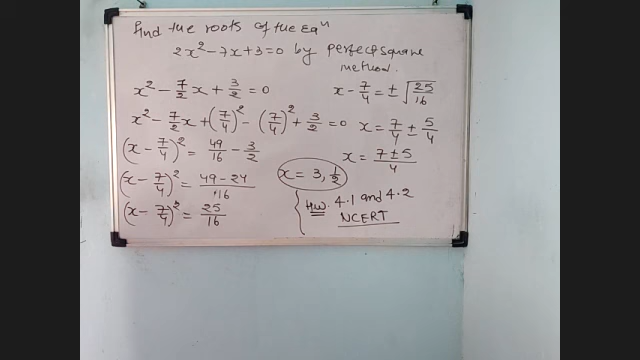 find the roots of the Eqⁿ
2x² - 7x + 3 = 0 by perfect square
method.
x² - 7/2 x + 3/2 = 0
x² - 7/2 x + (7/4)² - (7/4)² + 3/2 = 0
(x - 7/4)² = 49/16 - 3/2
(x - 7/4)² = 49 - 24/16
(x - 7/4)² = 25/16
x - 7/4 = ± √25/16
x = 7/4 ± 5/4
x = 7 ± 5/4
x = 3, 1/2
H.W. 4.1 and 4.2
NCERT